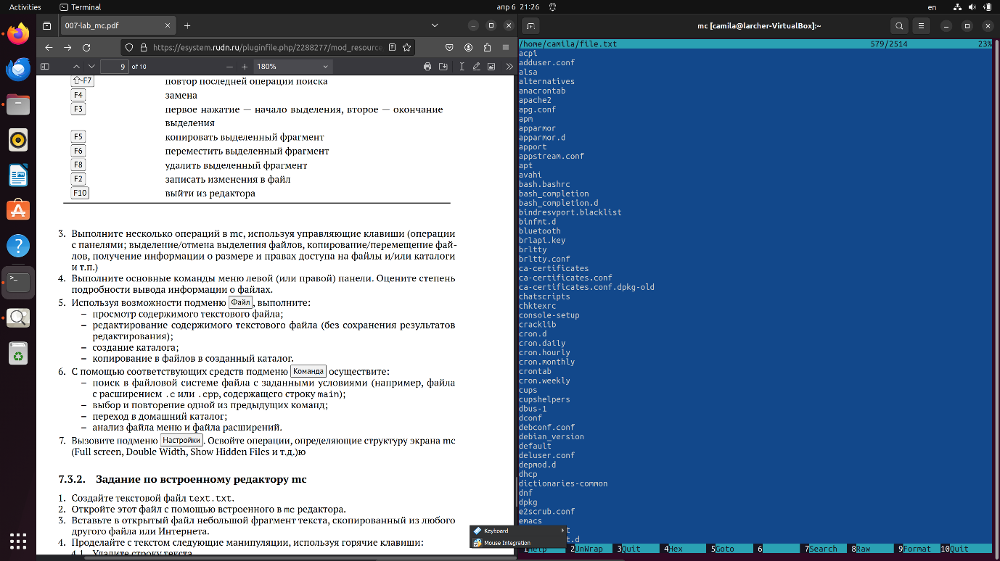 Activities
Terminal
апр 6 21:26
en
007-lab_mc.pdf
https://esystem.rudn.ru/pluginfile.php/2288277/mod_resource
9 of 10
180%
⇧-F7 повтор последней операции поиска
F4 замена
F3 первое нажатие — начало выделения, второе — окончание
выделения
F5 копировать выделенный фрагмент
F6 переместить выделенный фрагмент
F8 удалить выделенный фрагмент
F2 записать изменения в файл
F10 выйти из редактора
3. Выполните несколько операций в mc, используя управляющие клавиши (операции
с панелями; выделение/отмена выделения файлов, копирование/перемещение фай-
лов, получение информации о размере и правах доступа на файлы и/или каталоги
и т.п.)
4. Выполните основные команды меню левой (или правой) панели. Оцените степень
подробности вывода информации о файлах.
5. Используя возможности подменю Файл, выполните:
– просмотр содержимого текстового файла;
– редактирование содержимого текстового файла (без сохранения результатов
редактирования);
– создание каталога;
– копирование в файлов в созданный каталог.
6. С помощью соответствующих средств подменю Команда осуществите:
– поиск в файловой системе файла с заданными условиями (например, файла
с расширением .c или .cpp, содержащего строку main);
– выбор и повторение одной из предыдущих команд;
– переход в домашний каталог;
– анализ файла меню и файла расширений.
7. Вызовите подменю Настройки. Освойте операции, определяющие структуру экрана mc
(Full screen, Double Width, Show Hidden Files и т.д.)ю
7.3.2. Задание по встроенному редактору mc
1. Создайте текстовой файл text.txt.
2. Откройте этот файл с помощью встроенного в mc редактора.
3. Вставьте в открытый файл небольшой фрагмент текста, скопированный из любого
другого файла или Интернета.
4. Проделайте с текстом следующие манипуляции, используя горячие клавиши:
4.1. Удалите строку текста.
Keyboard
Mouse Integration
mc [camila@larcher-VirtualBox]:~
/home/camila/file.txt 579/2514 23%
acpi
adduser.conf
alsa
alternatives
anacrontab
apache2
apg.conf
apm
apparmor
apparmor.d
apport
appstream.conf
apt
avahi
bash.bashrc
bash_completion
bash_completion.d
bindresvport.blacklist
binfmt.d
bluetooth
brlapi.key
brltty
brltty.conf
ca-certificates
ca-certificates.conf
ca-certificates.conf.dpkg-old
chatscripts
chktexrc
console-setup
cracklib
cron.d
cron.daily
cron.hourly
cron.monthly
crontab
cron.weekly
cups
cupshelpers
dbus-1
dconf
debconf.conf
debian_version
default
deluser.conf
depmod.d
dhcp
dictionaries-common
dnf
dpkg
e2scrub.conf
emacs
t
t.d
1Help 2UnWrap 3Quit 4Hex 5Goto 6 7Search 8Raw 9Format 10Quit